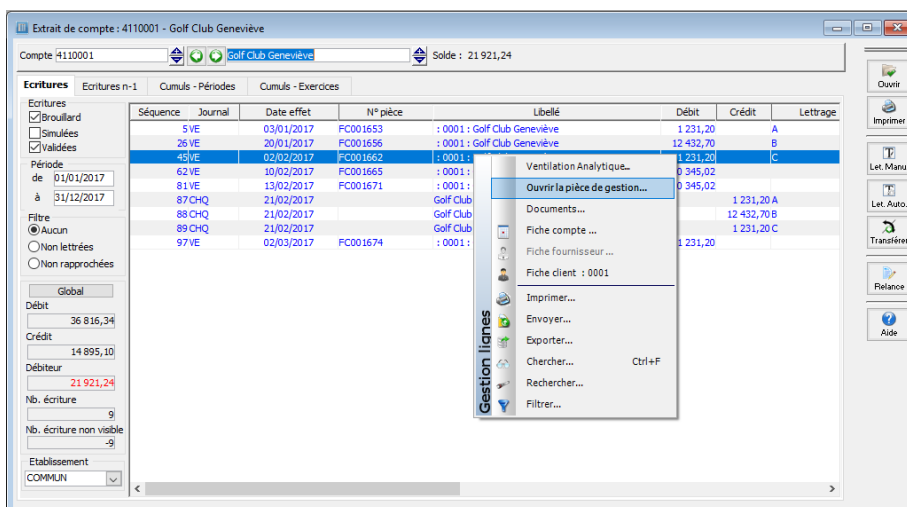 Extrait de compte : 4110001 - Golf Club Geneviève
Compte 4110001 Golf Club Geneviève Solde : 21 921,24
Ecritures Ecritures n-1 Cumuls - Périodes Cumuls - Exercices
Ecritures
Brouillard
Simulées
Validées
Période
de 01/01/2017
à 31/12/2017
Filtre
Aucun
Non lettrées
Non rapprochées
Global
Débit
36 816,34
Crédit
14 895,10
Débiteur
21 921,24
Nb. écriture
9
Nb. écriture non visible
-9
Etablissement
COMMUN
Séquence Journal Date effet N° pièce Libellé Débit Crédit Lettrage
5 VE 03/01/2017 FC001653 : 0001 : Golf Club Geneviève 1 231,20 A
26 VE 20/01/2017 FC001656 : 0001 : Golf Club Geneviève 12 432,70 B
45 VE 02/02/2017 FC001662 : 0001 : 1 231,20 C
62 VE 10/02/2017 FC001665 : 0001 : 0 345,02
81 VE 13/02/2017 FC001671 : 0001 : 0 345,02
87 CHQ 21/02/2017 Golf Club 1 231,20 A
88 CHQ 21/02/2017 Golf Club 12 432,70 B
89 CHQ 21/02/2017 Golf Club 1 231,20 C
97 VE 02/03/2017 FC001674 : 0001 : 1 231,20
Gestion lignes
Ventilation Analytique...
Ouvrir la pièce de gestion...
Documents...
Fiche compte ...
Fiche fournisseur ...
Fiche client : 0001
Imprimer...
Envoyer...
Exporter...
Chercher... Ctrl+F
Rechercher...
Filtrer...
Ouvrir
Imprimer
Let. Manu
Let. Auto.
Transférer
Relance
Aide